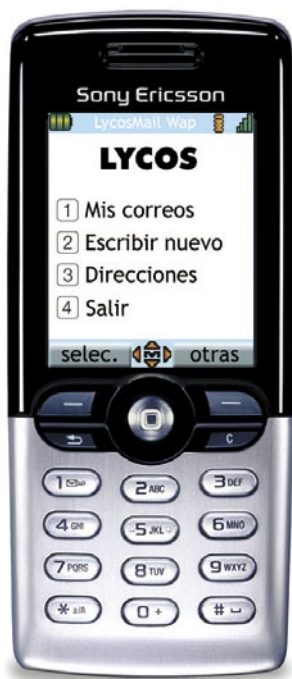 Sony Ericsson
LycosMail Wap
LYCOS
1 Mis correos
2 Escribir nuevo
3 Direcciones
4 Salir
selec. M otras
C
1 2 ABC 3 DEF
4 GHI 5 JKL 6 MNO
7 PQRS 8 TUV 9 WXYZ
* a/A 0 + #